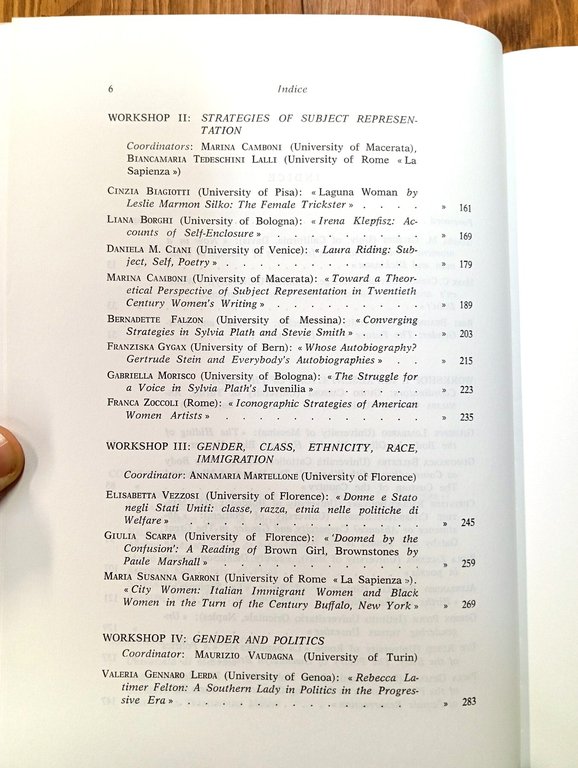 6 Indice
WORKSHOP II: STRATEGIES OF SUBJECT REPRESEN-
TATION
Coordinators: MARINA CAMBONI (University of Macerata),
BIANCAMARIA TEDESCHINI LALLI (University of Rome «La
Sapienza»)
CINZIA BIAGIOTTI (University of Pisa): «Laguna Woman by
Leslie Marmon Silko: The Female Trickster» . . . . » 161
LIANA BORGHI (University of Bologna): «Irena Klepfisz: Ac-
counts of Self-Enclosure» . . . . . . . . . » 169
DANIELA M. CIANI (University of Venice): «Laura Riding: Sub-
ject, Self, Poetry» . . . . . . . . . . . » 179
MARINA CAMBONI (University of Macerata): «Toward a Theor-
etical Perspective of Subject Representation in Twentieth
Century Women's Writing» . . . . . . . . . » 189
BERNADETTE FALZON (University of Messina): «Converging
Strategies in Sylvia Plath and Stevie Smith» . . . . » 203
FRANZISKA GYGAX (University of Bern): «Whose Autobiography?
Gertrude Stein and Everybody's Autobiographies» . . . » 215
GABRIELLA MORISCO (University of Bologna): «The Struggle for
a Voice in Sylvia Plath's Juvenilia» . . . . . . . » 223
FRANCA ZOCCOLI (Rome): «Iconographic Strategies of American
Women Artists» . . . . . . . . . . . . » 235
WORKSHOP III: GENDER, CLASS, ETHNICITY, RACE,
IMMIGRATION
Coordinator: ANNAMARIA MARTELLONE (University of Florence)
ELISABETTA VEZZOSI (University of Florence): «Donne e Stato
negli Stati Uniti: classe, razza, etnia nelle politiche di
Welfare» . . . . . . . . . . . . . . » 245
GIULIA SCARPA (University of Florence): «'Doomed by the
Confusion': A Reading of Brown Girl, Brownstones by
Paule Marshall» . . . . . . . . . . . . » 259
MARIA SUSANNA GARRONI (University of Rome «La Sapienza»).
«City Women: Italian Immigrant Women and Black
Women in the Turn of the Century Buffalo, New York» . » 269
WORKSHOP IV: GENDER AND POLITICS
Coordinator: MAURIZIO VAUDAGNA (University of Turin)
VALERIA GENNARO LERDA (University of Genoa): «Rebecca La-
timer Felton: A Southern Lady in Politics in the Progres-
sive Era» . . . . . . . . . . . . . » 283